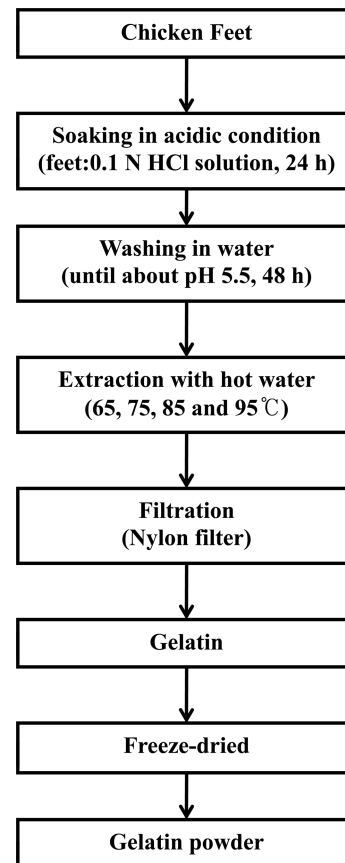 Chicken Feet
Soaking in acidic condition
(feet:0.1 N HCl solution, 24 h)
Washing in water
(until about pH 5.5, 48 h)
Extraction with hot water
(65, 75, 85 and 95℃)
Filtration
(Nylon filter)
Gelatin
Freeze-dried
Gelatin powder